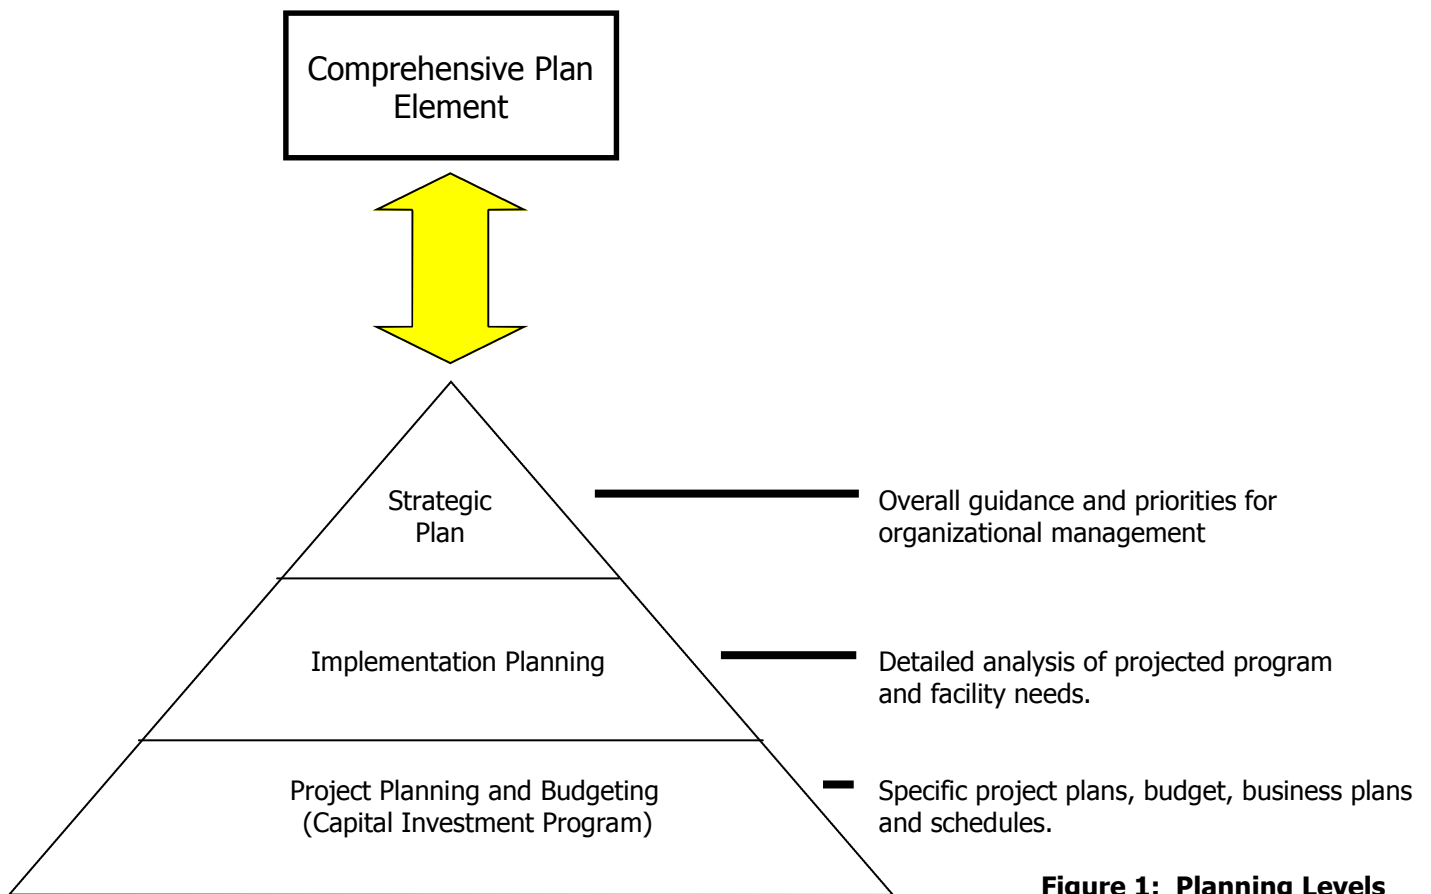 Comprehensive Plan
Element
Strategic
Plan
Overall guidance and priorities for
organizational management
Implementation Planning
Detailed analysis of projected program
and facility needs.
Project Planning and Budgeting
(Capital Investment Program)
Specific project plans, budget, business plans
and schedules.
Figure 1: Planning Levels